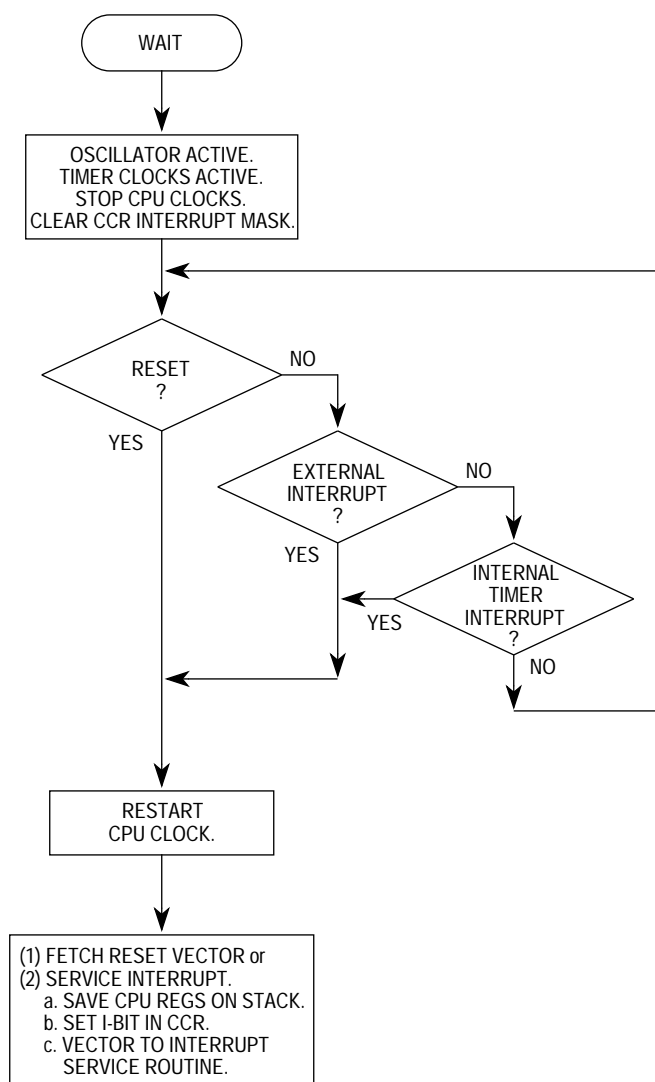 WAIT
OSCILLATOR ACTIVE.
TIMER CLOCKS ACTIVE.
STOP CPU CLOCKS.
CLEAR CCR INTERRUPT MASK.
RESET
?
NO
YES
EXTERNAL
INTERRUPT
?
NO
YES
INTERNAL
TIMER
INTERRUPT
?
YES
NO
RESTART
CPU CLOCK.
(1) FETCH RESET VECTOR or
(2) SERVICE INTERRUPT.
a. SAVE CPU REGS ON STACK.
b. SET I-BIT IN CCR.
c. VECTOR TO INTERRUPT
SERVICE ROUTINE.